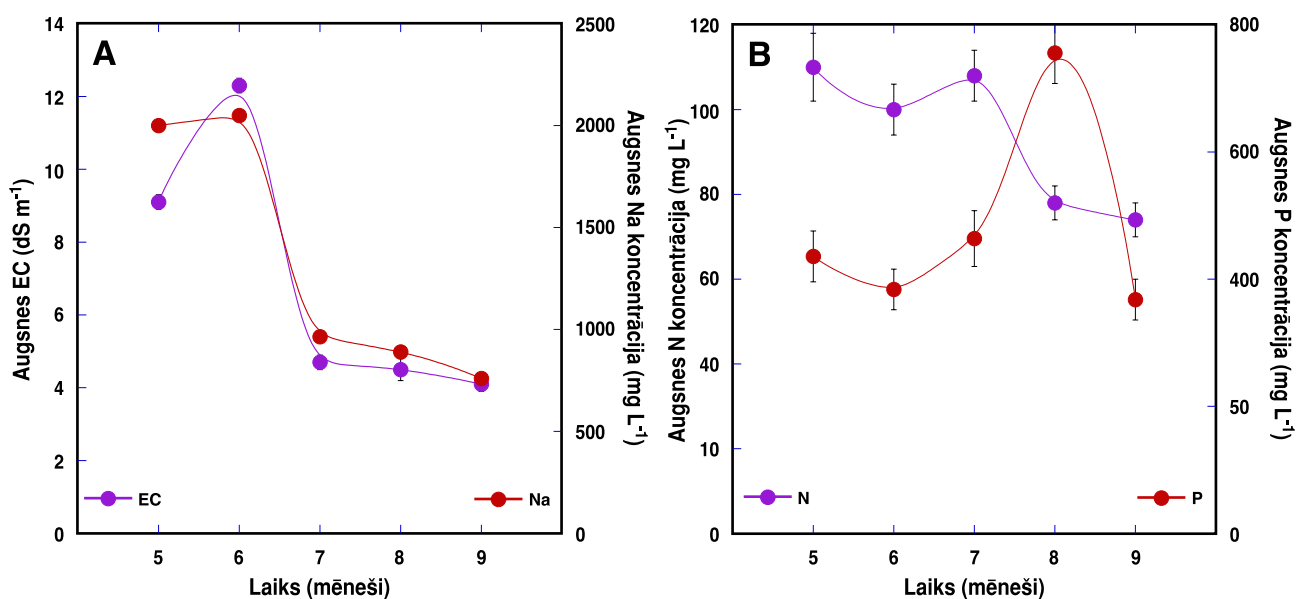 A
14
12
10
8
6
4
2
0
Augsnes EC (dS m-1)
2500
2000
1500
1000
500
0
Augsnes Na koncentrācija (mg L-1)
EC
Na
5 6 7 8 9
Laiks (mēneši)
B
120
100
80
60
40
10
0
Augsnes N koncentrācija (mg L-1)
800
600
400
50
0
Augsnes P koncentrācija (mg L-1)
N
P
5 6 7 8 9
Laiks (mēneši)